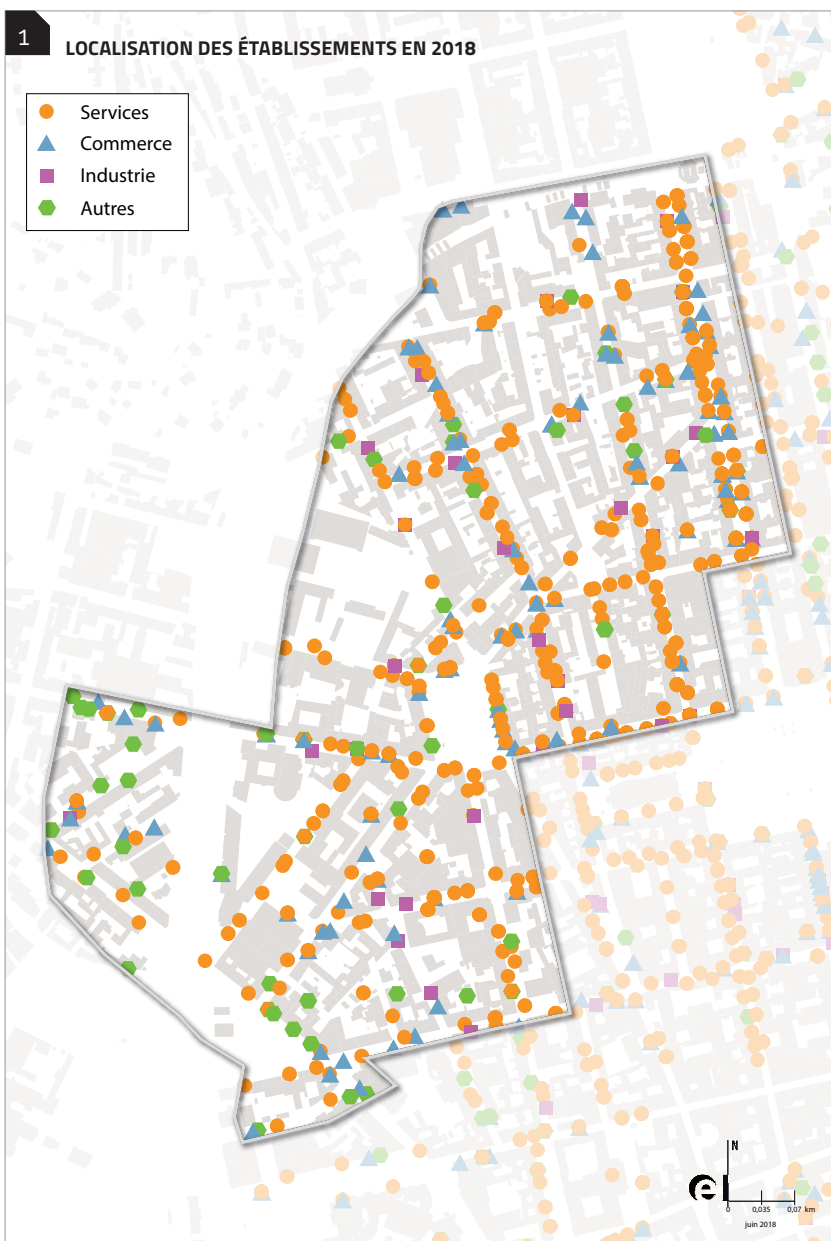 1
LOCALISATION DES ÉTABLISSEMENTS EN 2018
Services
Commerce
Industrie
Autres
N
e
0 0,035 0,07 km
juin 2018